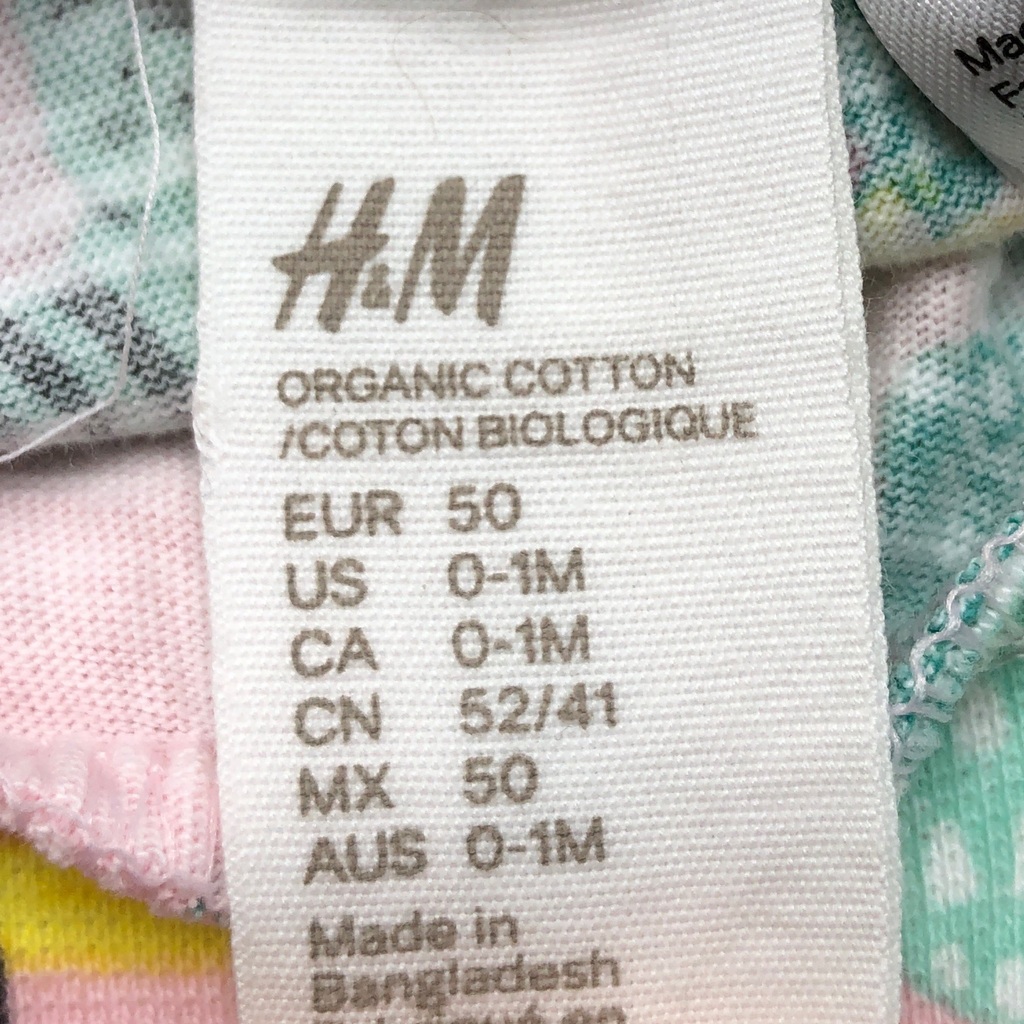 H&M
ORGANIC COTTON
/COTON BIOLOGIQUE
EUR 50
US 0-1M
CA 0-1M
CN 52/41
MX 50
AUS 0-1M
Made in
Bangladesh